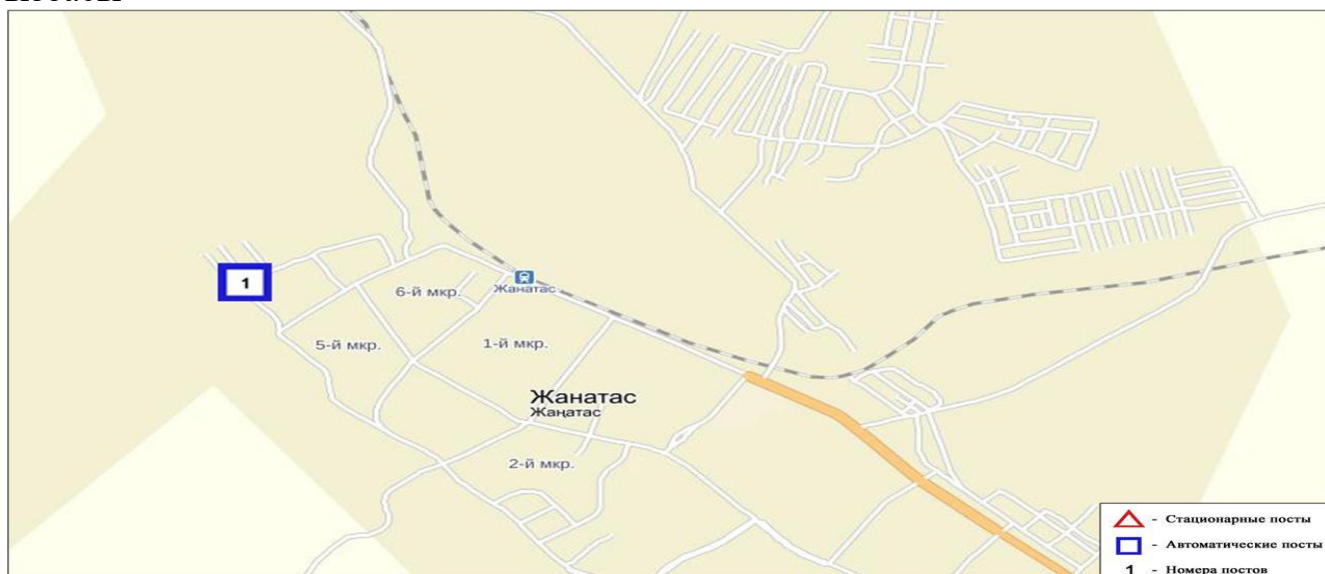 1
6-й мкр.
Жанатас
5-й мкр.
1-й мкр.
Жанатас
Жаңатас
2-й мкр.
- Стационарные посты
- Автоматические посты
1 - Номера постов